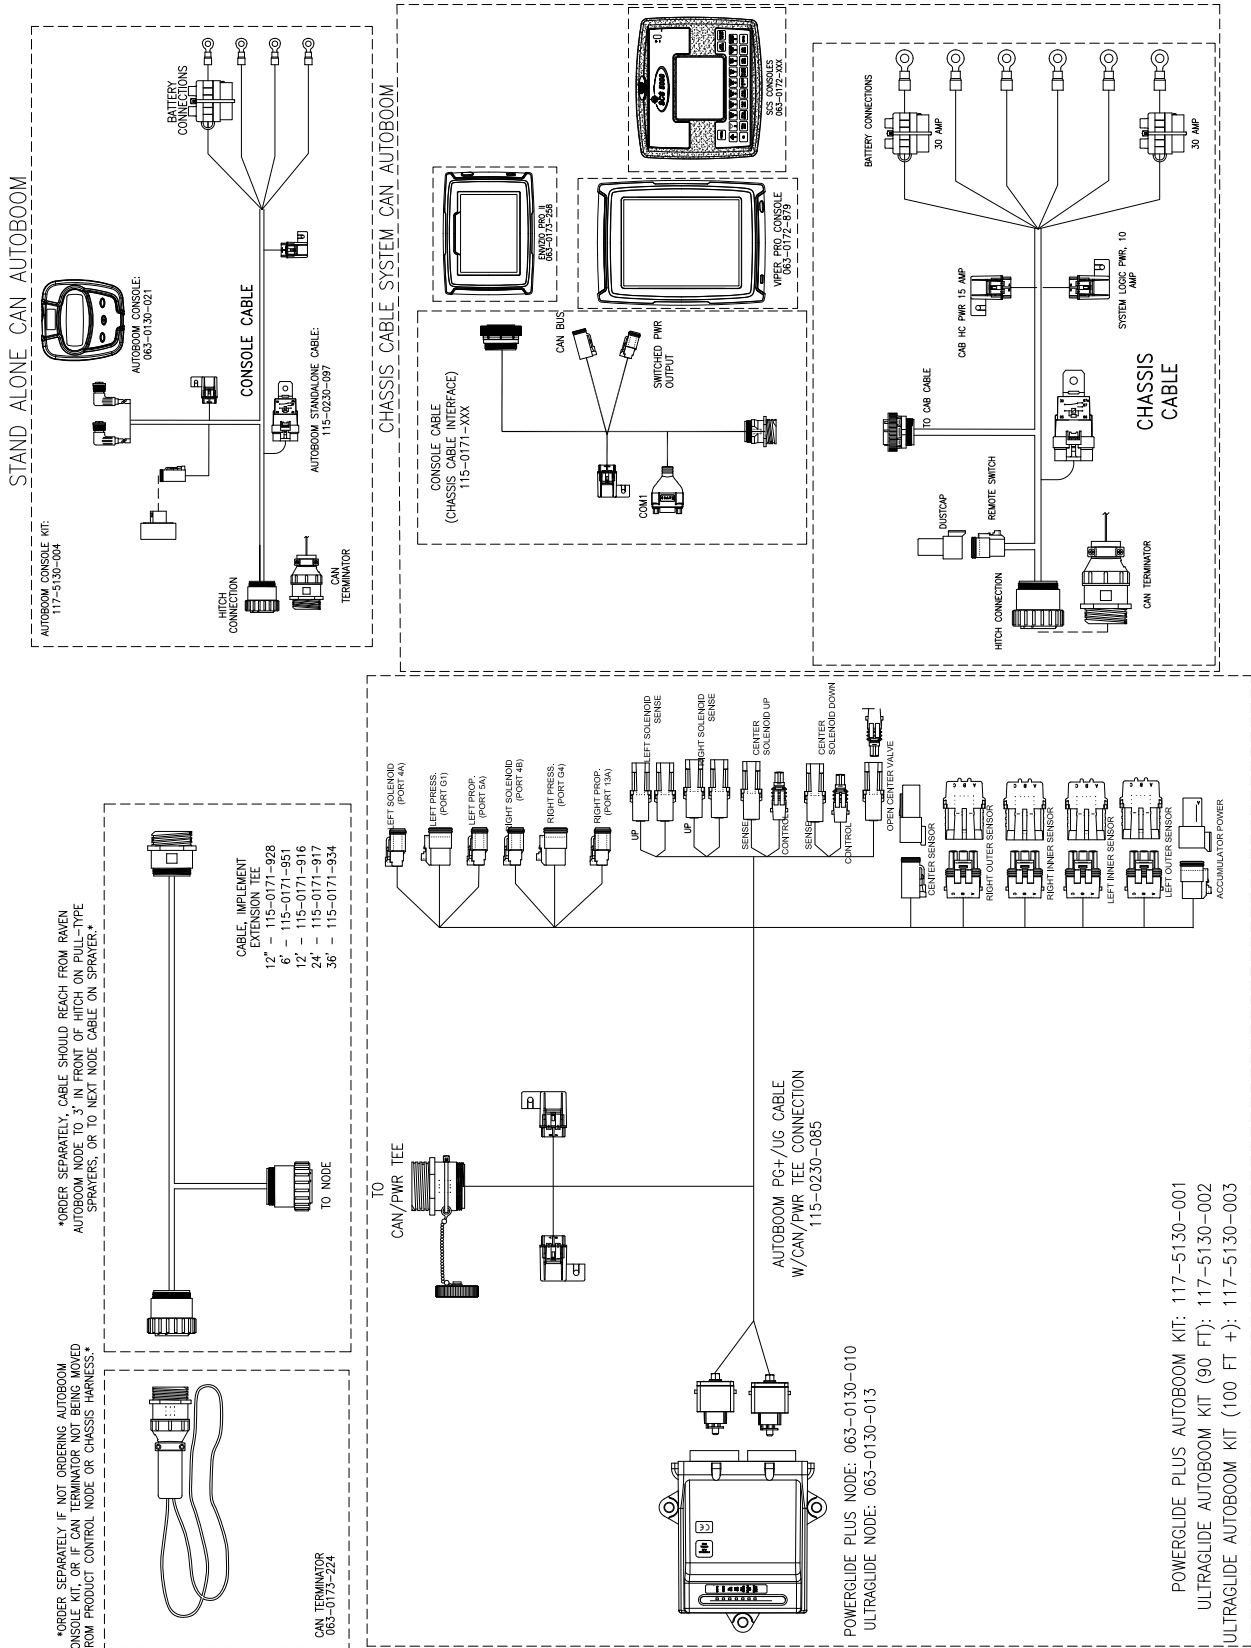 STAND ALONE CAN AUTOBOOM
AUTOBOOM CONSOLE KIT:
117-5130-004
AUTOBOOM CONSOLE:
063-0130-021
BATTERY
CONNECTIONS
CONSOLE CABLE
AUTOBOOM STANDALONE CABLE:
115-0230-097
HITCH
CONNECTION
CAN
TERMINATOR
CHASSIS CABLE SYSTEM CAN AUTOBOOM
CONSOLE CABLE
(CHASSIS CABLE INTERFACE)
115-0171-XXX
CAN BUS
SWITCHED PWR
OUTPUT
COM1
ENVIZIO PRO II
063-0173-258
VIPER PRO CONSOLE
063-0172-879
SCS CONSOLES
063-0172-XXX
BATTERY CONNECTIONS
30 AMP
30 AMP
CAB HC PWR 15 AMP
SYSTEM LOGIC PWR, 10
AMP
TO CAB CABLE
CHASSIS
CABLE
DUSTCAP
REMOTE SWITCH
HITCH CONNECTION
CAN TERMINATOR
*ORDER SEPARATELY, CABLE SHOULD REACH FROM RAVEN
AUTOBOOM NODE TO 3' IN FRONT OF HITCH ON PULL-TYPE
SPRAYERS, OR TO NEXT NODE CABLE ON SPRAYER.*
CABLE, IMPLEMENT
EXTENSION TEE
12" - 115-0171-928
6' - 115-0171-951
12' - 115-0171-916
24' - 115-0171-917
36' - 115-0171-934
TO NODE
*ORDER SEPARATELY IF NOT ORDERING AUTOBOOM
ONSOLE KIT, OR IF CAN TERMINATOR NOT BEING MOVED
ROM PRODUCT CONTROL NODE OR CHASSIS HARNESS.*
CAN TERMINATOR
063-0173-224
LEFT SOLENOID
(PORT 4A)
LEFT PRESS.
(PORT G1)
LEFT PROP.
(PORT 5A)
RIGHT SOLENOID
(PORT 4B)
RIGHT PRESS.
(PORT G4)
RIGHT PROP.
(PORT 13A)
LEFT SOLENOID
SENSE
UP
RIGHT SOLENOID
SENSE
UP
CENTER
SOLENOID UP
SENSE
CONTROL
CENTER
SOLENOID DOWN
SENSE
CONTROL
OPEN CENTER VALVE
CENTER SENSOR
RIGHT OUTER SENSOR
RIGHT INNER SENSOR
LEFT INNER SENSOR
LEFT OUTER SENSOR
ACCUMULATOR POWER
TO
CAN/PWR TEE
AUTOBOOM PG+/UG CABLE
W/CAN/PWR TEE CONNECTION
115-0230-085
POWERGLIDE PLUS NODE: 063-0130-010
ULTRAGLIDE NODE: 063-0130-013
POWERGLIDE PLUS AUTOBOOM KIT: 117-5130-001
ULTRAGLIDE AUTOBOOM KIT (90 FT): 117-5130-002
ULTRAGLIDE AUTOBOOM KIT (100 FT +): 117-5130-003